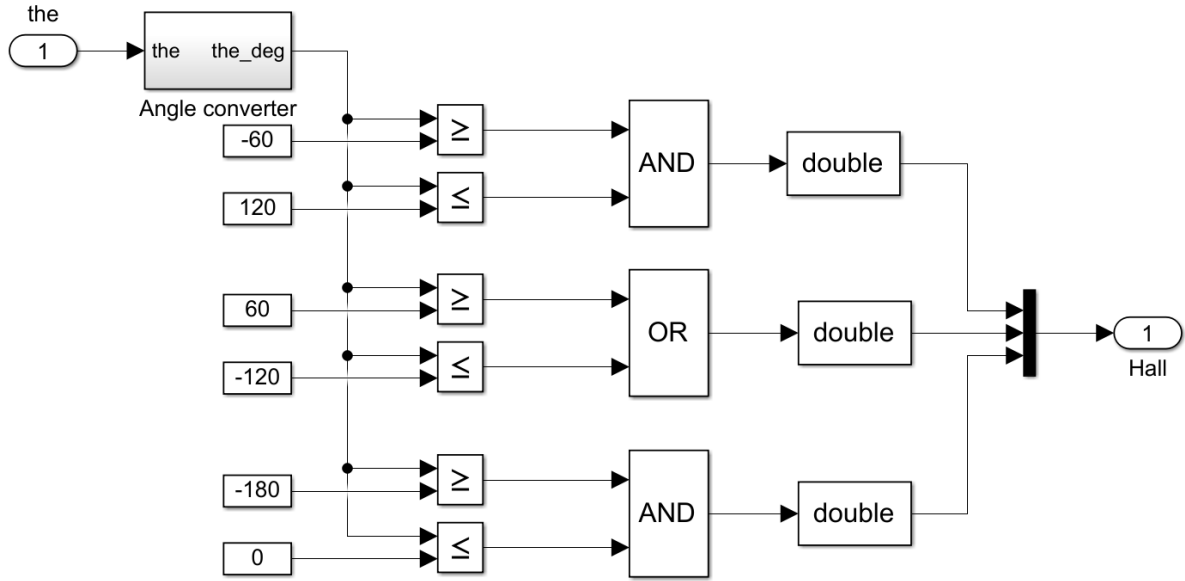 the
1
the the_deg
Angle converter
-60
≥
120
≤
AND
double
60
≥
-120
≤
OR
double
1
Hall
-180
≥
0
≤
AND
double